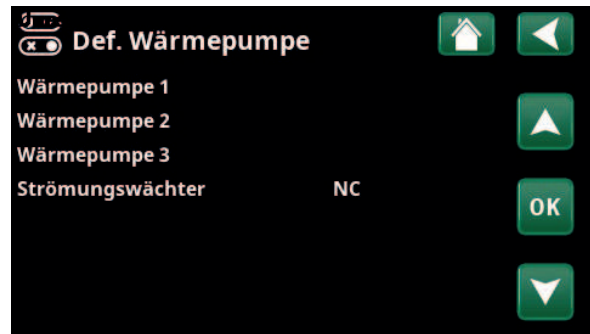 Def. Wärmepumpe
Wärmepumpe 1
Wärmepumpe 2
Wärmepumpe 3
Strömungswächter NC
OK